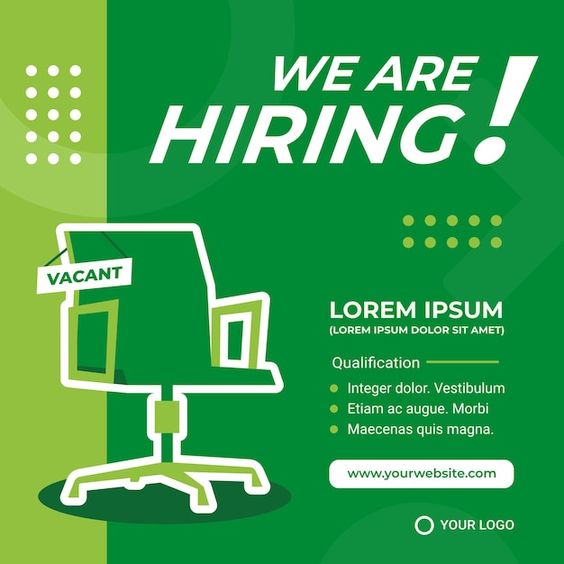 WE ARE
HIRING!
VACANT
LOREM IPSUM
(LOREM IPSUM DOLOR SIT AMET)
Qualification
Integer dolor. Vestibulum
Etiam ac augue. Morbi
Maecenas quis magna.
www.yourwebsite.com
YOUR LOGO